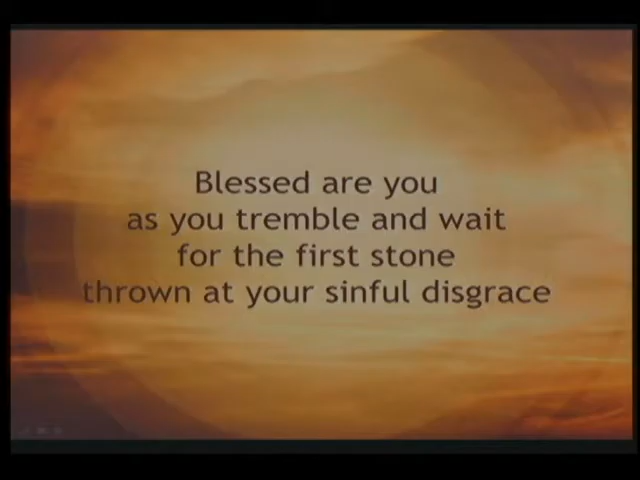 Blessed are you
as you tremble and wait
for the first stone
thrown at your sinful disgrace